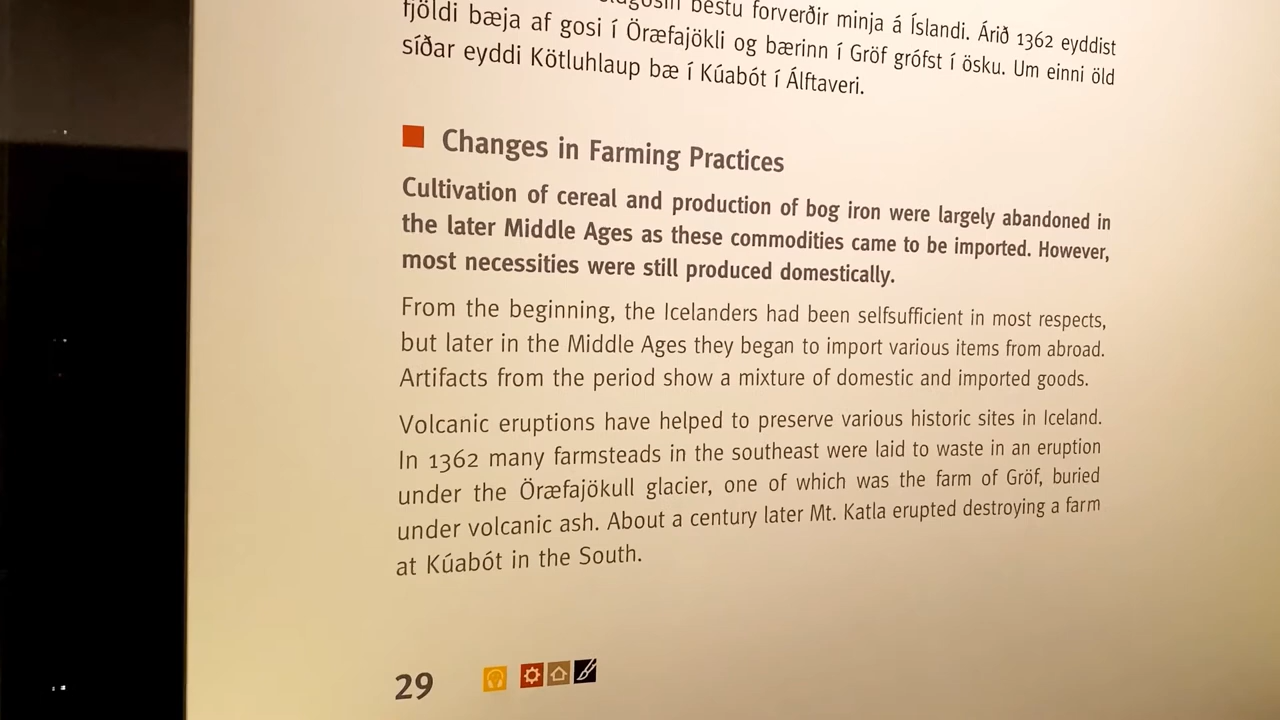 bestu forverðir minja á Íslandi. Árið 1362 eyddist
fjöldi bæja af gosi í Öræfajökli og bærinn í Gröf grófst í ösku. Um einni öld
síðar eyddi Kötluhlaup bæ í Kúabót í Álftaveri.
Changes in Farming Practices
Cultivation of cereal and production of bog iron were largely abandoned in
the later Middle Ages as these commodities came to be imported. However,
most necessities were still produced domestically.
From the beginning, the Icelanders had been selfsufficient in most respects,
but later in the Middle Ages they began to import various items from abroad.
Artifacts from the period show a mixture of domestic and imported goods.
Volcanic eruptions have helped to preserve various historic sites in Iceland.
In 1362 many farmsteads in the southeast were laid to waste in an eruption
under the Öræfajökull glacier, one of which was the farm of Gröf, buried
under volcanic ash. About a century later Mt. Katla erupted destroying a farm
at Kúabót in the South.
29